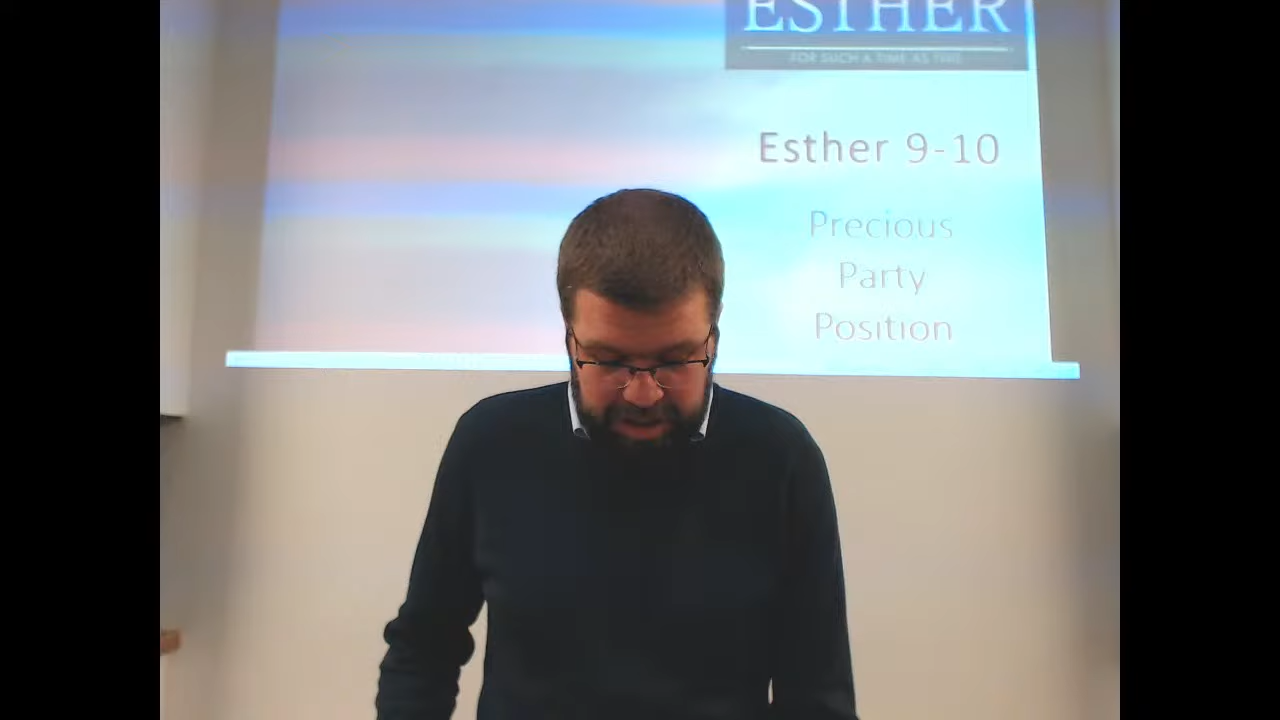 ESTHER
FOR SUCH A TIME AS THIS
Esther 9-10
Precious
Party
Position